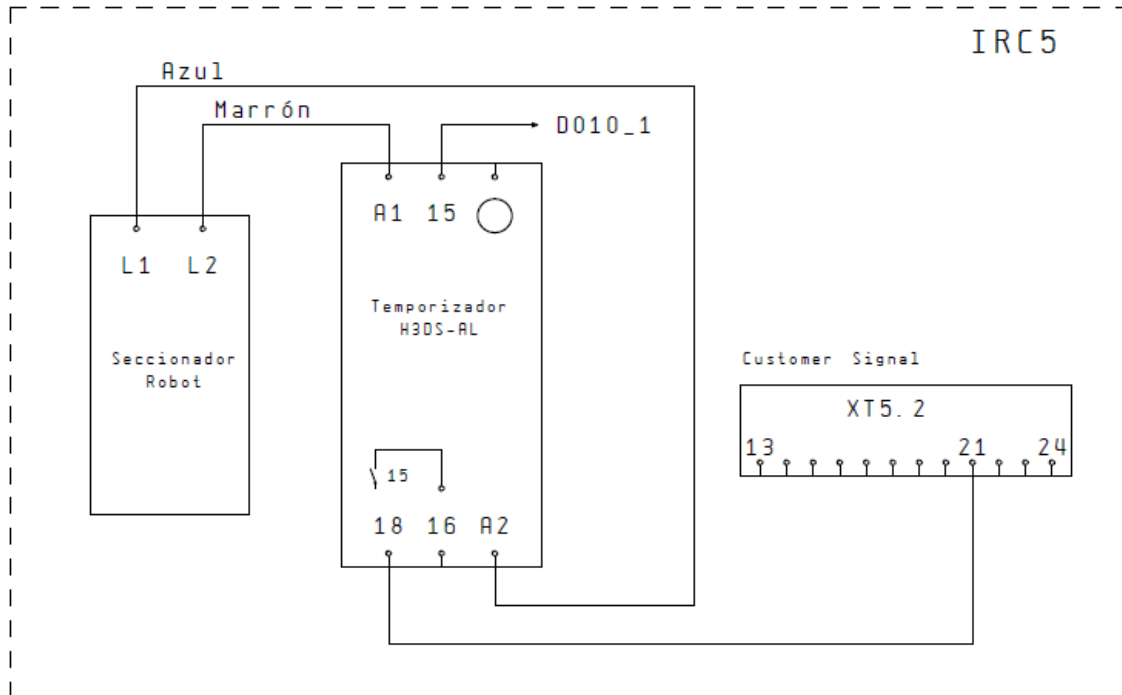 IRC5
Azul
Marrón
DO10_1
A1 15
L1 L2
Temporizador
H3DS-AL
Seccionador
Robot
Customer Signal
XT5.2
13 21 24
15
18 16 A2